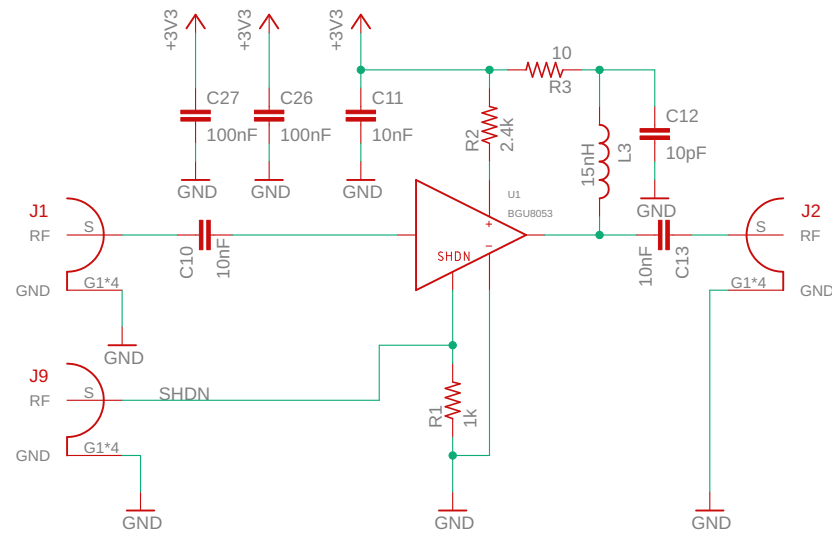 +3V3
+3V3
+3V3
C27
100nF
C26
100nF
C11
10nF
10
R3
R2
2.4k
15nH
L3
C12
10pF
GND
GND
GND
GND
J1
S
RF
G1*4
GND
C10
10nF
U1
BGU8053
+
−
SHDN
10nF
C13
J2
S
RF
G1*4
GND
GND
J9
S
RF
SHDN
G1*4
GND
R1
1k
GND
GND
GND